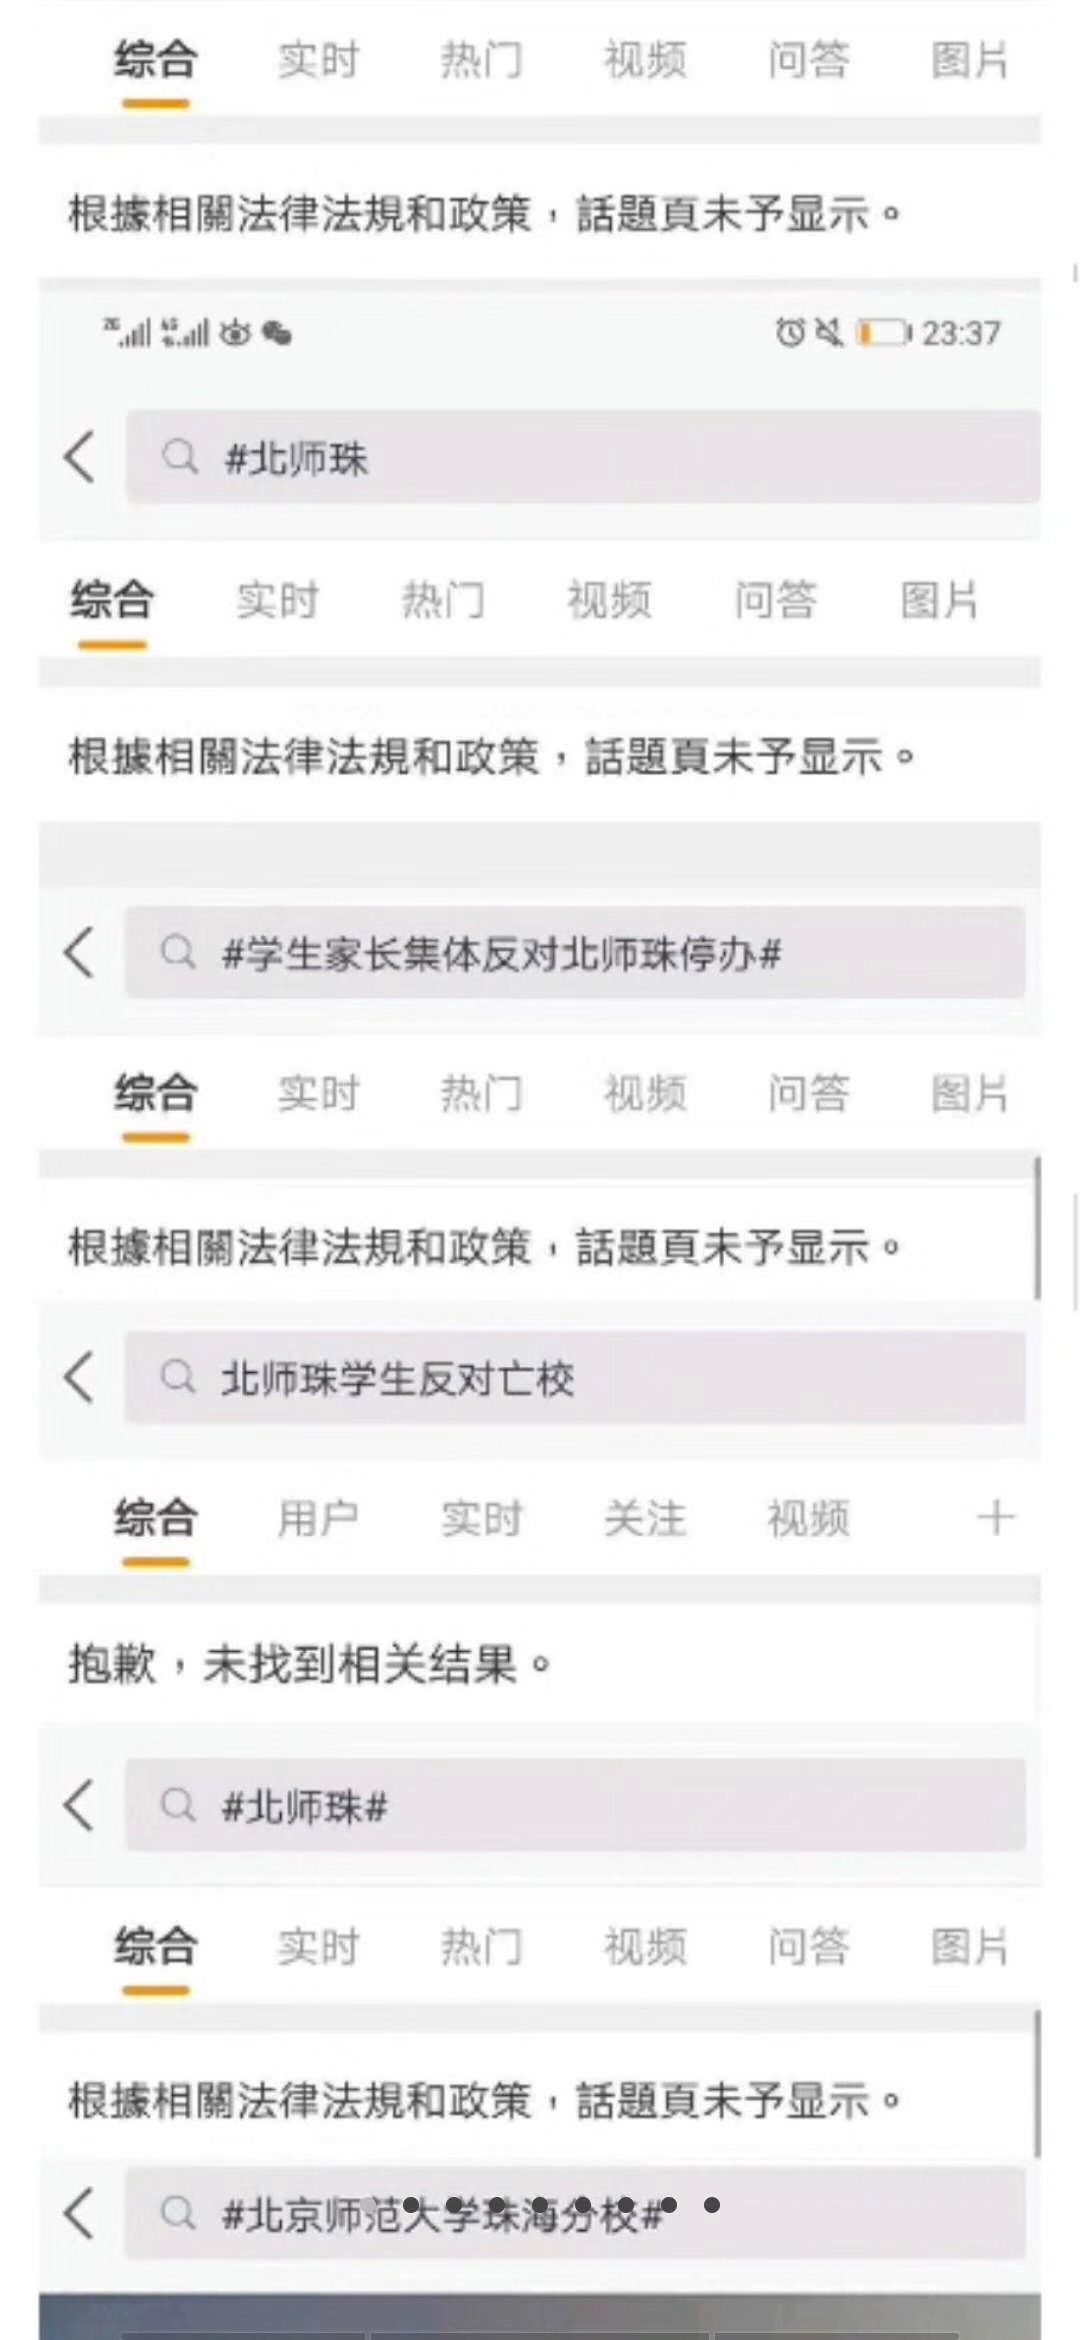 综合 实时 热门 视频 问答 图片
根據相關法律法規和政策，話題頁未予显示。
2G 4G 23:37
#北师珠
综合 实时 热门 视频 问答 图片
根據相關法律法規和政策，話題頁未予显示。
#学生家长集体反对北师珠停办#
综合 实时 热门 视频 问答 图片
根據相關法律法規和政策，話題頁未予显示。
北师珠学生反对亡校
综合 用户 实时 关注 视频 +
抱歉，未找到相关结果。
#北师珠#
综合 实时 热门 视频 问答 图片
根據相關法律法規和政策，話題頁未予显示。
#北京师范大学珠海分校#